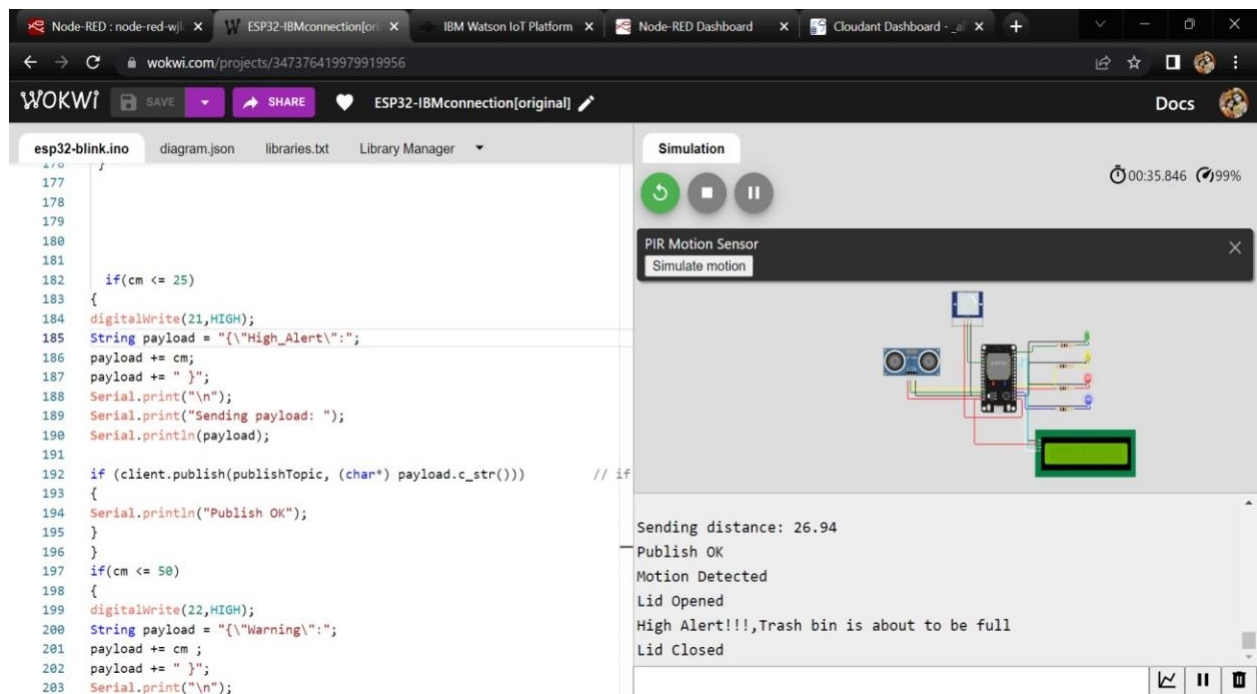 Node-RED : node-red-wjl
ESP32-IBMconnection[ori
IBM Watson IoT Platform
Node-RED Dashboard
Cloudant Dashboard - _al
wokwi.com/projects/347376419979919956
WOKWI
SAVE
SHARE
ESP32-IBMconnection[original]
Docs
esp32-blink.ino diagram.json libraries.txt Library Manager
176 }
177
178
179
180
181
182 if(cm <= 25)
183 {
184 digitalWrite(21,HIGH);
185 String payload = "{\"High_Alert\":";
186 payload += cm;
187 payload += " }";
188 Serial.print("\n");
189 Serial.print("Sending payload: ");
190 Serial.println(payload);
191
192 if (client.publish(publishTopic, (char*) payload.c_str())) // if
193 {
194 Serial.println("Publish OK");
195 }
196 }
197 if(cm <= 50)
198 {
199 digitalWrite(22,HIGH);
200 String payload = "{\"Warning\":";
201 payload += cm ;
202 payload += " }";
203 Serial.print("\n");
Simulation
00:35.846 99%
PIR Motion Sensor
Simulate motion
Sending distance: 26.94
Publish OK
Motion Detected
Lid Opened
High Alert!!!,Trash bin is about to be full
Lid Closed